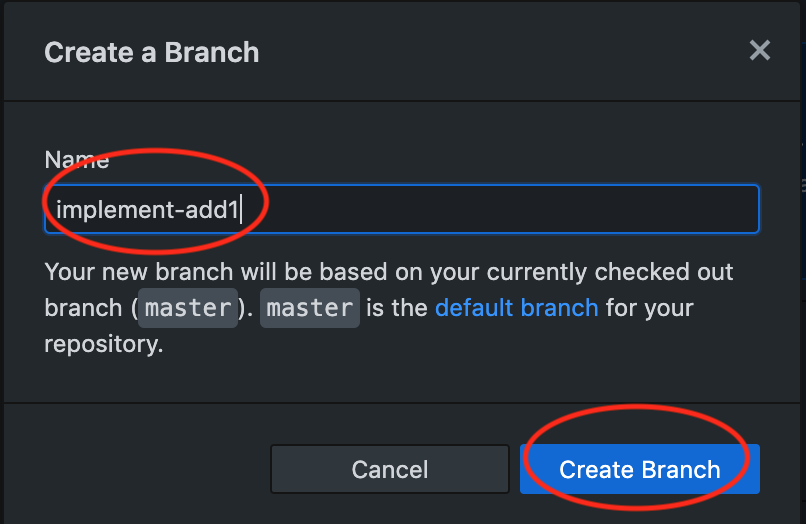 Create a Branch
Name
implement-add1
Your new branch will be based on your currently checked out
branch (master). master is the default branch for your
repository.
Cancel
Create Branch